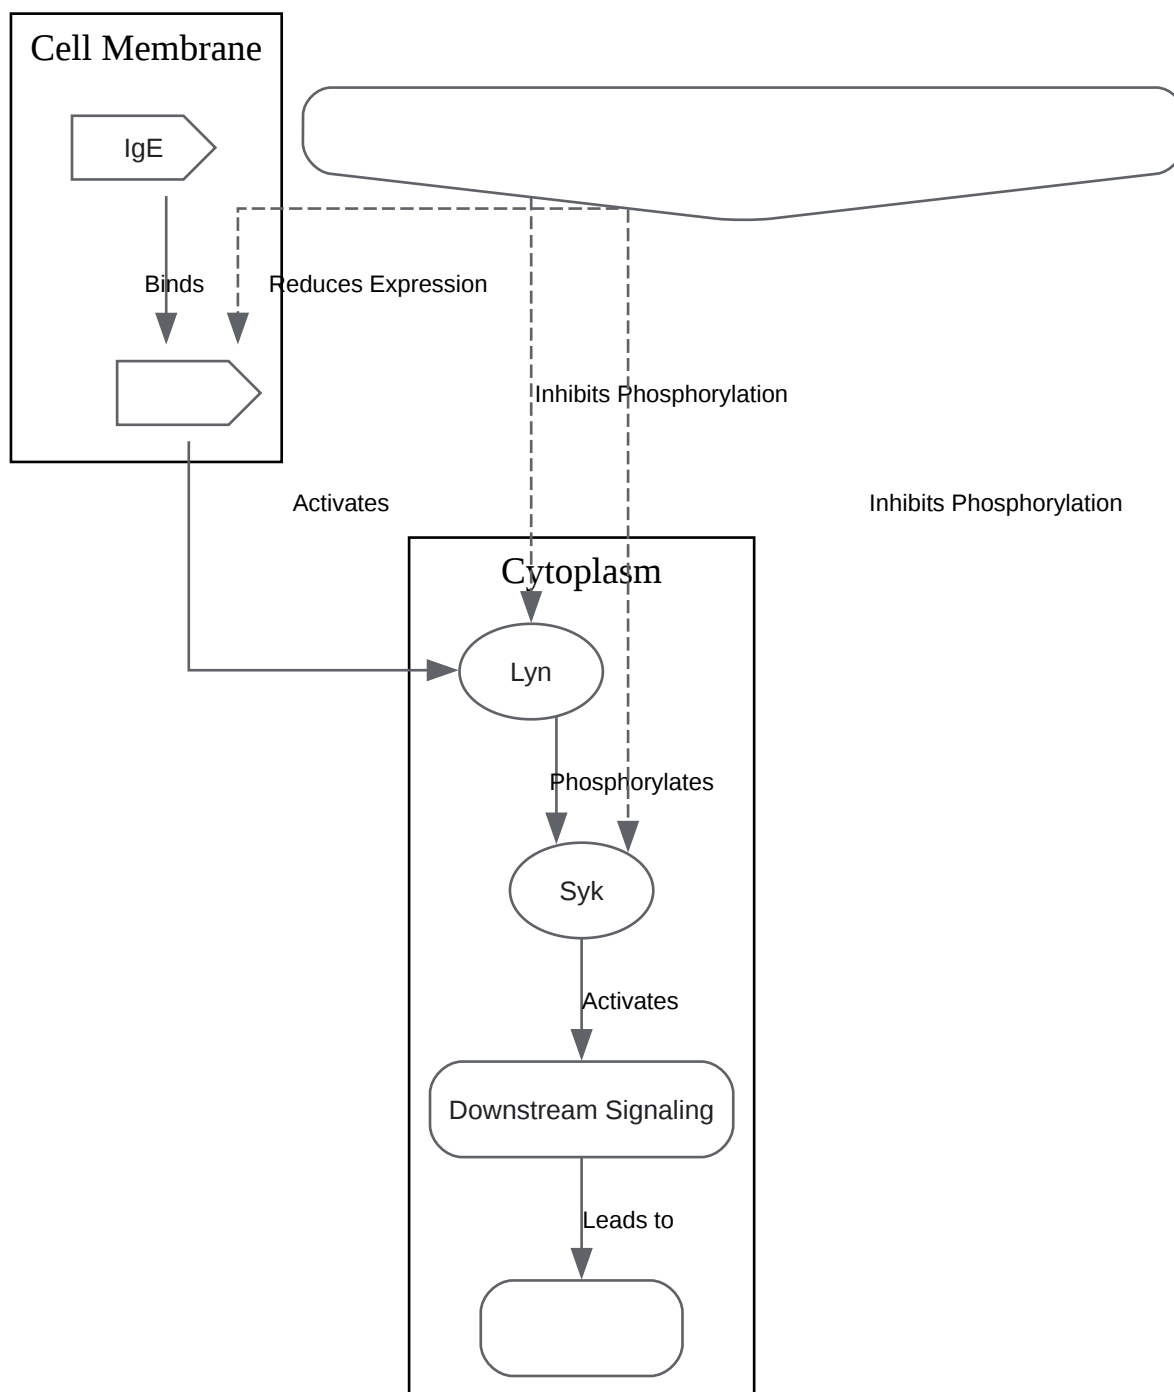 Cell Membrane
IgE
Binds
Reduces Expression
Inhibits Phosphorylation
Activates
Inhibits Phosphorylation
Cytoplasm
Lyn
Phosphorylates
Syk
Activates
Downstream Signaling
Leads to